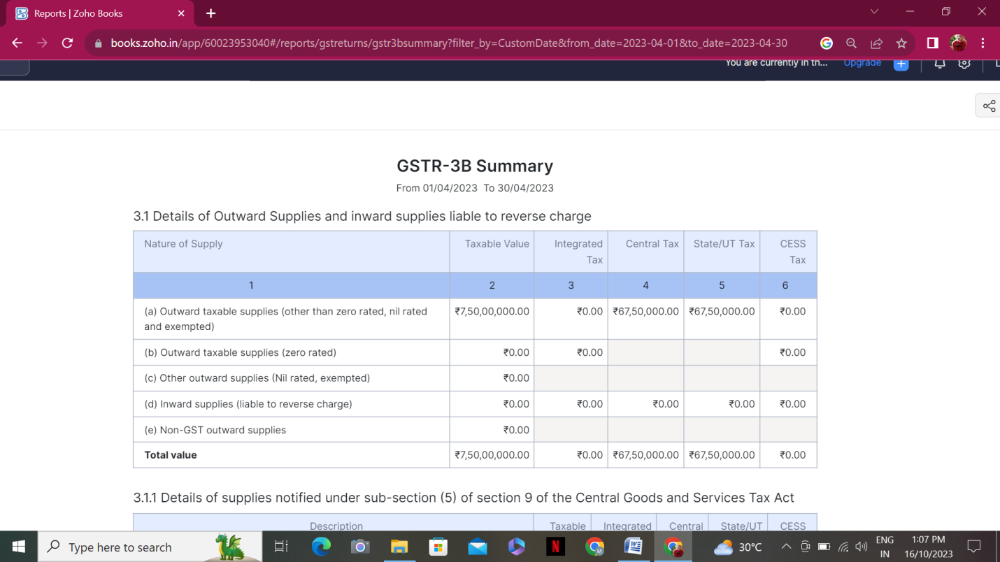 Reports | Zoho Books
books.zoho.in/app/60023953040#/reports/gstreturns/gstr3bsummary?filter_by=CustomDate&from_date=2023-04-01&to_date=2023-04-30
You are currently in th... Upgrade
GSTR-3B Summary
From 01/04/2023 To 30/04/2023
3.1 Details of Outward Supplies and inward supplies liable to reverse charge
Nature of Supply Taxable Value Integrated Central Tax State/UT Tax CESS
Tax Tax
1 2 3 4 5 6
(a) Outward taxable supplies (other than zero rated, nil rated ₹7,50,00,000.00 ₹0.00 ₹67,50,000.00 ₹67,50,000.00 ₹0.00
and exempted)
(b) Outward taxable supplies (zero rated) ₹0.00 ₹0.00 ₹0.00
(c) Other outward supplies (Nil rated, exempted) ₹0.00
(d) Inward supplies (liable to reverse charge) ₹0.00 ₹0.00 ₹0.00 ₹0.00 ₹0.00
(e) Non-GST outward supplies ₹0.00
Total value ₹7,50,00,000.00 ₹0.00 ₹67,50,000.00 ₹67,50,000.00 ₹0.00
3.1.1 Details of supplies notified under sub-section (5) of section 9 of the Central Goods and Services Tax Act
Description Taxable Integrated Central State/UT CESS
Type here to search 30°C ENG 1:07 PM
IN 16/10/2023